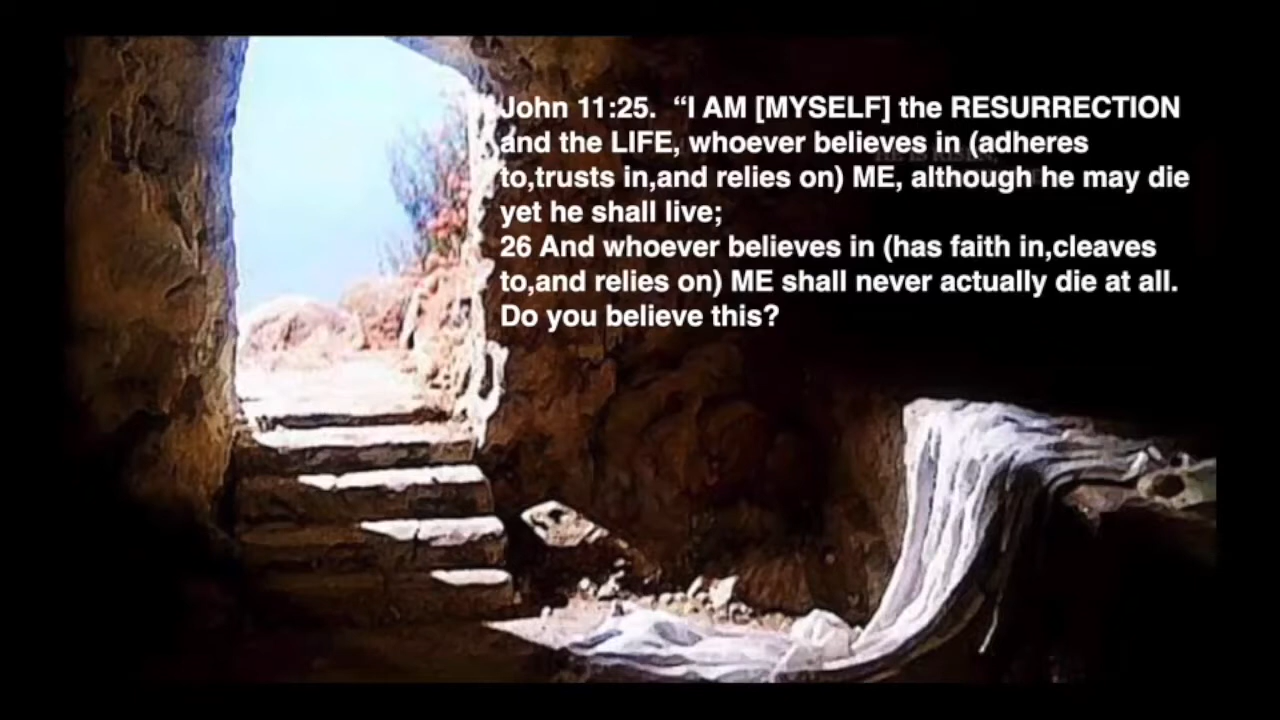 John 11:25.  “I AM [MYSELF] the RESURRECTION
and the LIFE, whoever believes in (adheres
to,trusts in,and relies on) ME, although he may die
yet he shall live;
26 And whoever believes in (has faith in,cleaves
to,and relies on) ME shall never actually die at all.
Do you believe this?